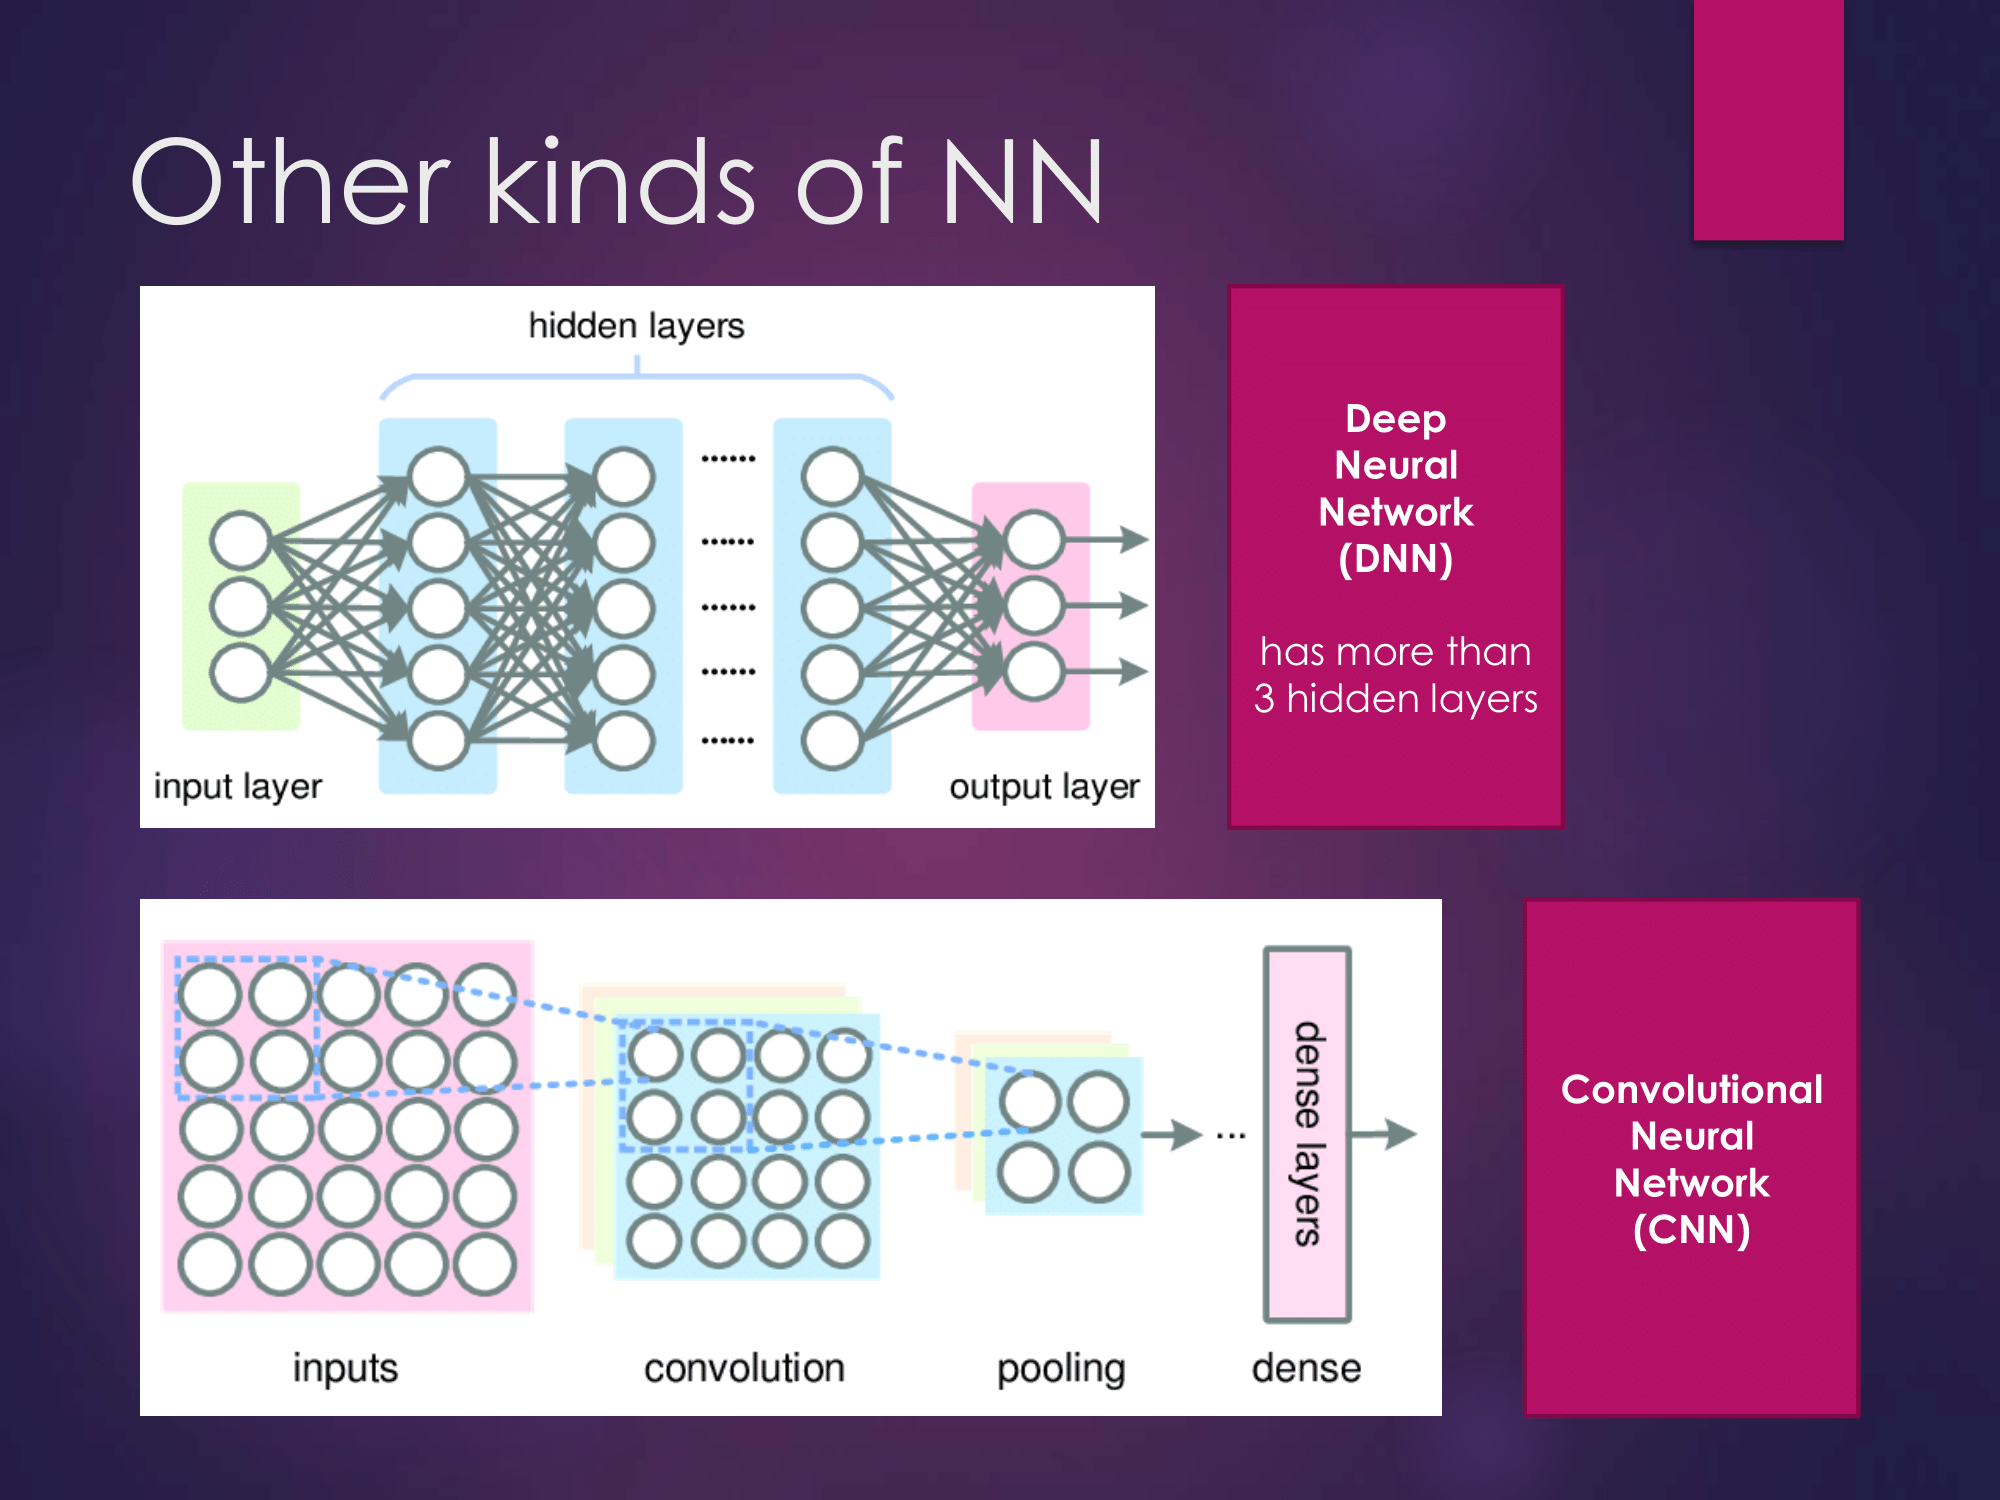 Other kinds of NN
hidden layers
......
......
......
......
......
input layer
output layer
Deep
Neural
Network
(DNN)
has more than
3 hidden layers
dense layers
...
inputs
convolution
pooling
dense
Convolutional
Neural
Network
(CNN)